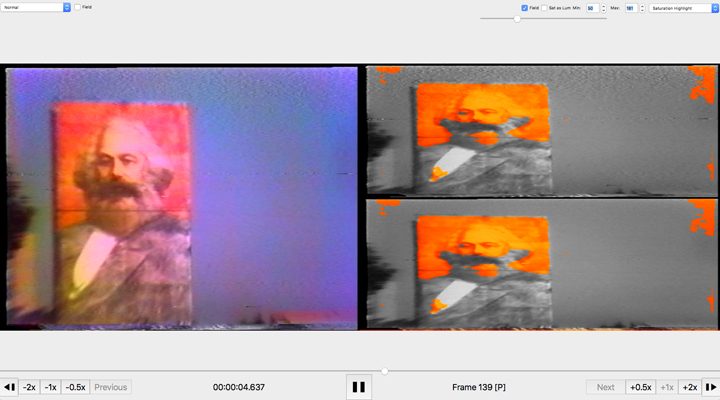 Normal Field Field Set as Lum Min: 50 Max: 181 Saturation Highlight
-2x -1x -0.5x Previous 00:00:04.637 Frame 139 [P] Next +0.5x +1x +2x